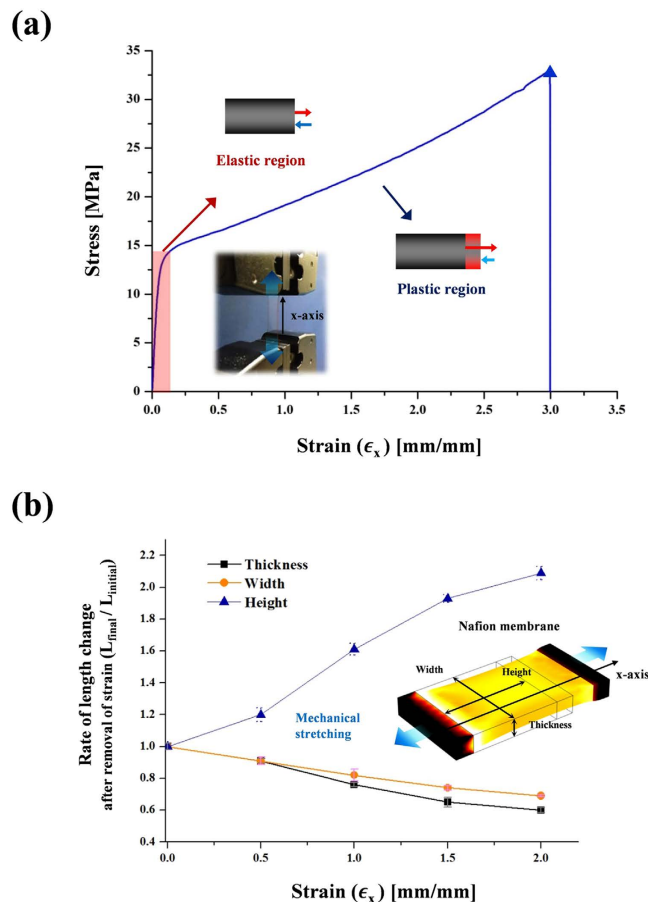 (a)
35
30
25
20
15
10
5
0
Stress [MPa]
Elastic region
Plastic region
x-axis
0.0 0.5 1.0 1.5 2.0 2.5 3.0 3.5
Strain (ϵx) [mm/mm]
(b)
2.2
2.0
1.8
1.6
1.4
1.2
1.0
0.8
0.6
0.4
Rate of length change
after removal of strain (Lfinal / Linitial)
Thickness
Width
Height
Nafion membrane
Width
Height
x-axis
Thickness
Mechanical
stretching
0.0 0.5 1.0 1.5 2.0
Strain (ϵx) [mm/mm]